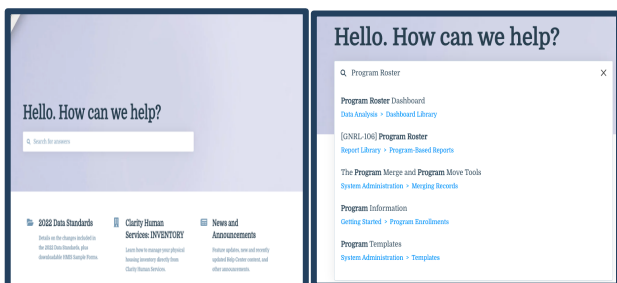 Hello. How can we help?
Search for answers
2022 Data Standards
Details on the changes included in
the 2022 Data Standards, plus
downloadable HMIS Sample Forms.
Clarity Human
Services: INVENTORY
Learn how to manage your physical
housing inventory directly from
Clarity Human Services.
News and
Announcements
Feature updates, new and recently
updated Help Center content, and
other announcements.
Hello. How can we help?
Program Roster X
Program Roster Dashboard
Data Analysis > Dashboard Library
[GNRL-106] Program Roster
Report Library > Program-Based Reports
The Program Merge and Program Move Tools
System Administration > Merging Records
Program Information
Getting Started > Program Enrollments
Program Templates
System Administration > Templates